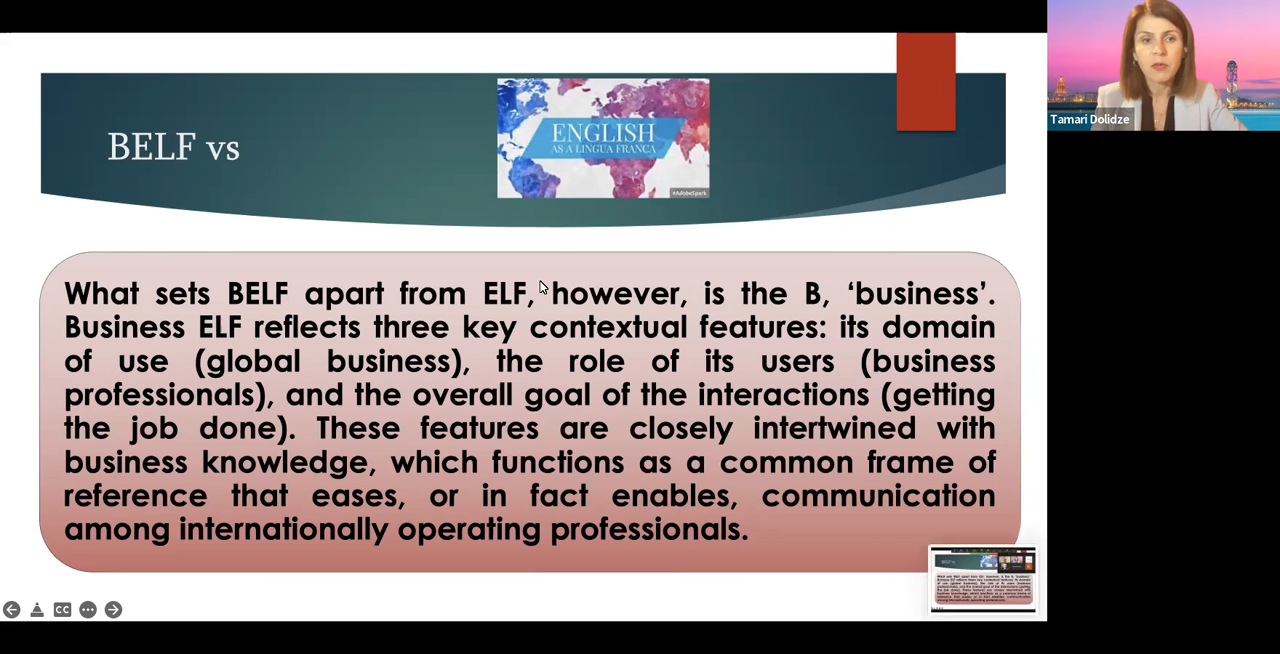 BELF vs
ENGLISH
AS A LINGUA FRANCA
#AdobeSpark
Tamari Dolidze
What sets BELF apart from ELF, however, is the B, ‘business’.
Business ELF reflects three key contextual features: its domain
of use (global business), the role of its users (business
professionals), and the overall goal of the interactions (getting
the job done). These features are closely intertwined with
business knowledge, which functions as a common frame of
reference that eases, or in fact enables, communication
among internationally operating professionals.
CC